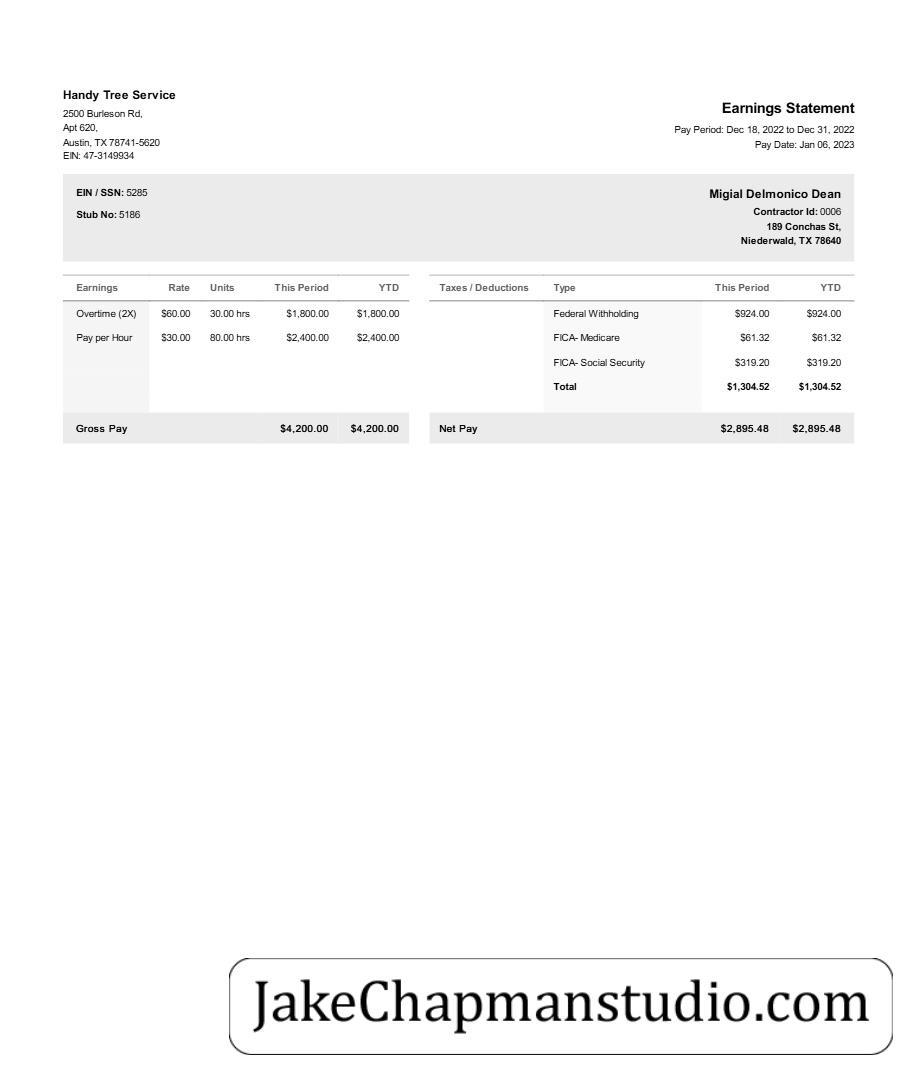 Handy Tree Service
2500 Burleson Rd,
Apt 620,
Austin, TX 78741-5620
EIN: 47-3149934
Earnings Statement
Pay Period: Dec 18, 2022 to Dec 31, 2022
Pay Date: Jan 06, 2023
EIN / SSN: 5285
Stub No: 5186
Migial Delmonico Dean
Contractor Id: 0006
189 Conchas St,
Niederwald, TX 78640
Earnings Rate Units This Period YTD
Overtime (2X) $60.00 30.00 hrs $1,800.00 $1,800.00
Pay per Hour $30.00 80.00 hrs $2,400.00 $2,400.00
Gross Pay $4,200.00 $4,200.00
Taxes / Deductions Type This Period YTD
Federal Withholding $924.00 $924.00
FICA- Medicare $61.32 $61.32
FICA- Social Security $319.20 $319.20
Total $1,304.52 $1,304.52
Net Pay $2,895.48 $2,895.48
JakeChapmanstudio.com